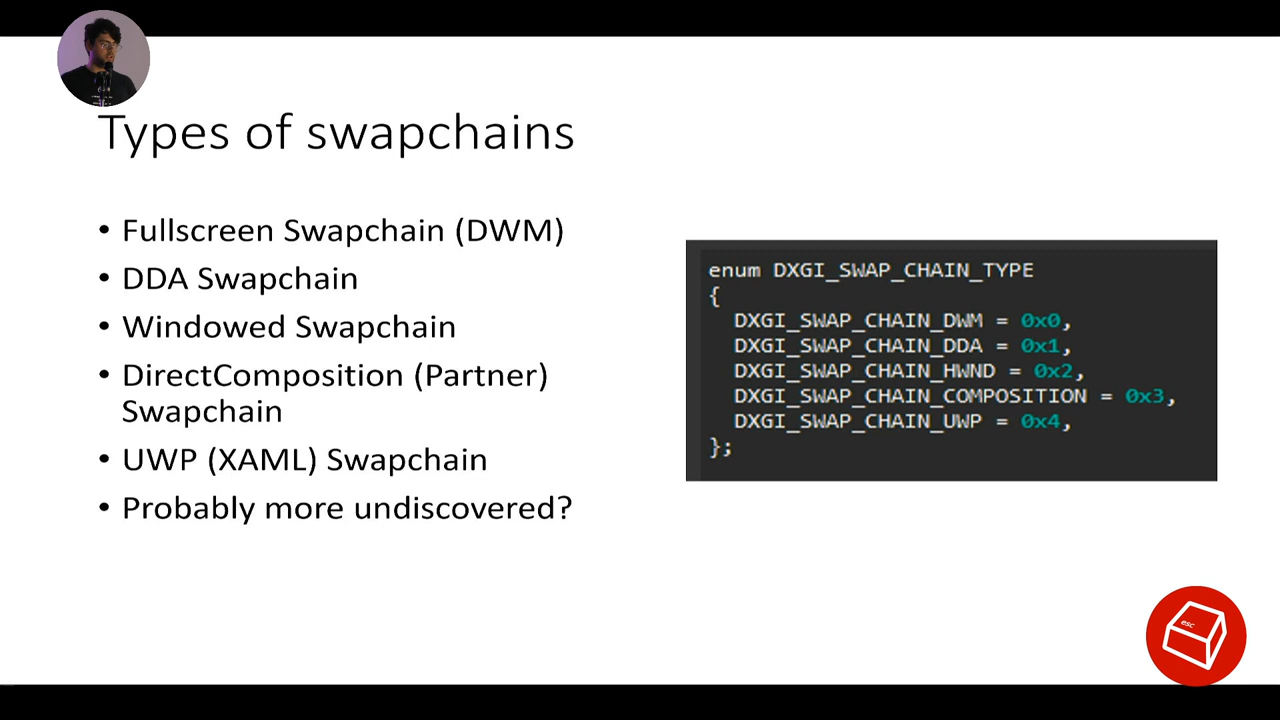 Types of swapchains
• Fullscreen Swapchain (DWM)
• DDA Swapchain
• Windowed Swapchain
• DirectComposition (Partner)
Swapchain
• UWP (XAML) Swapchain
• Probably more undiscovered?
enum DXGI_SWAP_CHAIN_TYPE
{
DXGI_SWAP_CHAIN_DWM = 0x0,
DXGI_SWAP_CHAIN_DDA = 0x1,
DXGI_SWAP_CHAIN_HWND = 0x2,
DXGI_SWAP_CHAIN_COMPOSITION = 0x3,
DXGI_SWAP_CHAIN_UWP = 0x4,
};
esc